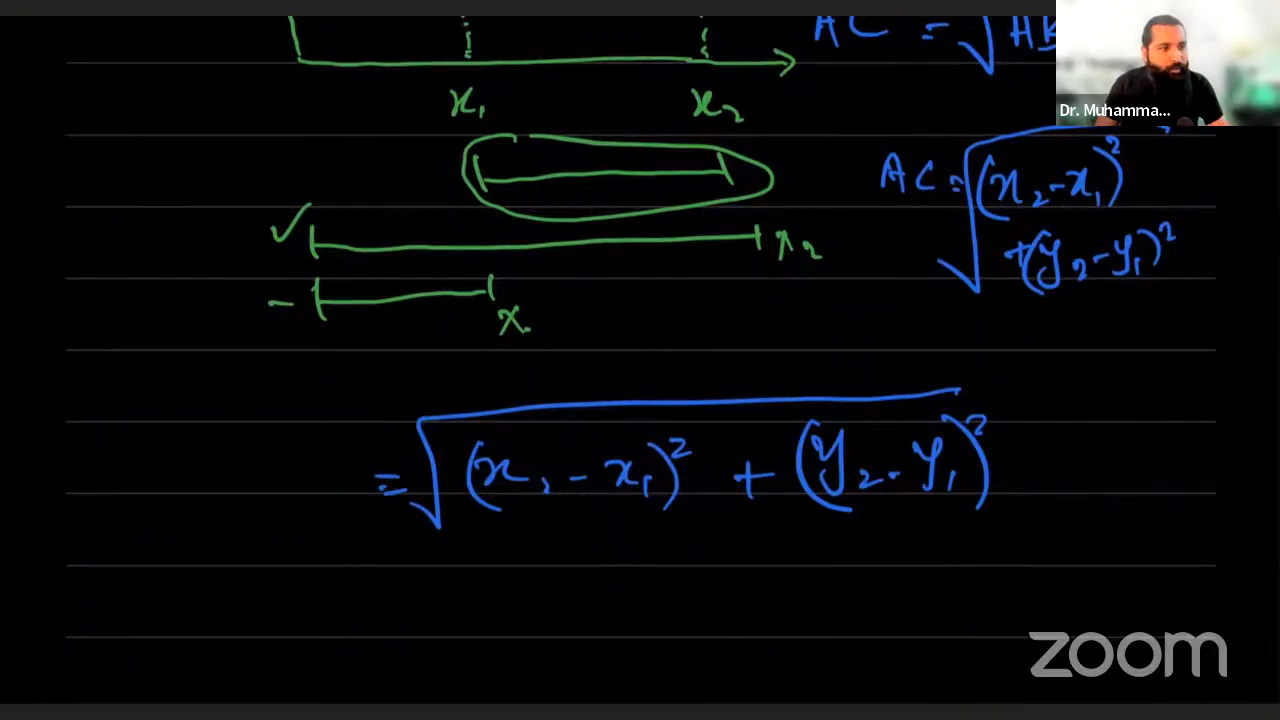 AC = √AB
x₁ x₂
Dr. Muhamma...
AC = √(x₂-x₁)²
+(y₂-y₁)²
✓ x₂
- x₁
= √(x₂ - x₁)² + (y₂ - y₁)²
zoom